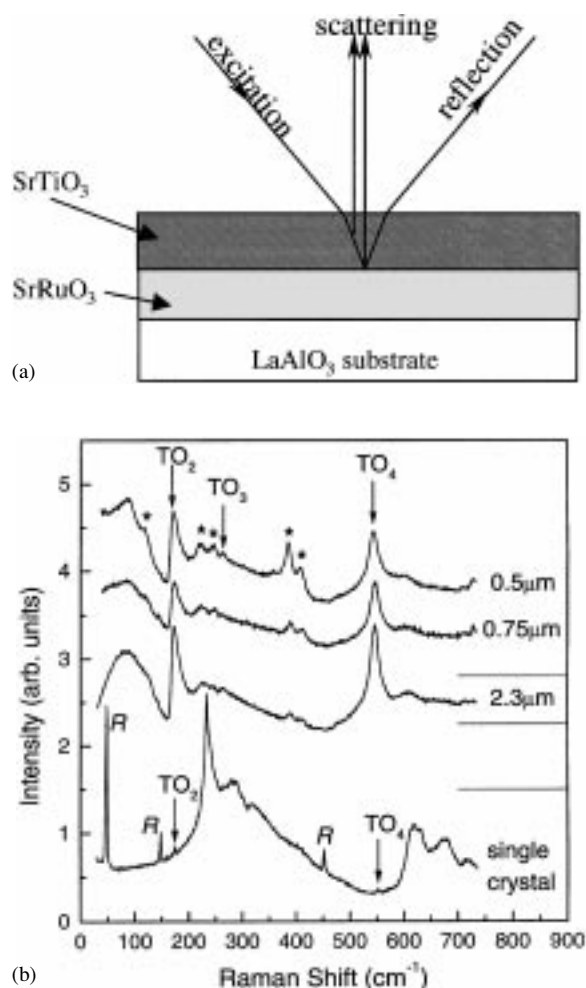 scattering
excitation
reflection
SrTiO₃
SrRuO₃
LaAlO₃ substrate
(a)
TO₂
TO₃
TO₄
* * * * *
5
4
3
2
1
0
0.5μm
0.75μm
2.3μm
R
TO₂
R
R
TO₄
single
crystal
Intensity (arb. units)
0 100 200 300 400 500 600 700 800 900
Raman Shift (cm⁻¹)
(b)